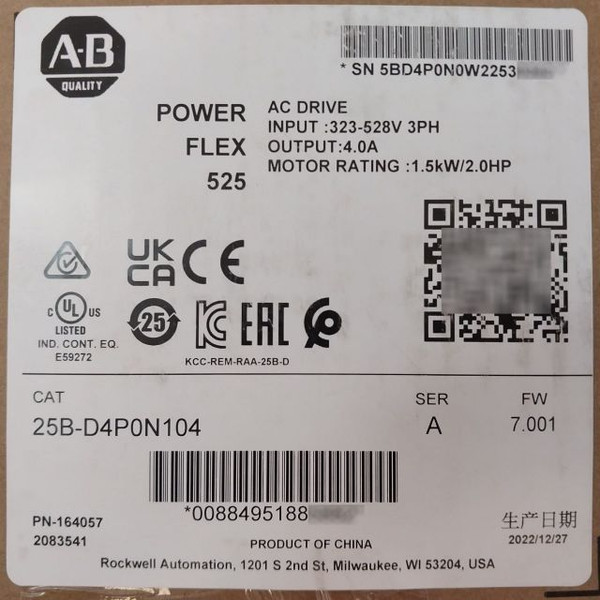 A-B
QUALITY
* SN 5BD4P0N0W2253
POWER
FLEX
525
AC DRIVE
INPUT :323-528V 3PH
OUTPUT:4.0A
MOTOR RATING :1.5kW/2.0HP
UK
CA
CE
C UL US
LISTED
IND. CONT. EQ.
E59272
25
KC
EAC
KCC-REM-RAA-25B-D
CAT
25B-D4P0N104
SER
A
FW
7.001
*0088495188
PN-164057
2083541
生产日期
2022/12/27
PRODUCT OF CHINA
Rockwell Automation, 1201 S 2nd St, Milwaukee, WI 53204, USA